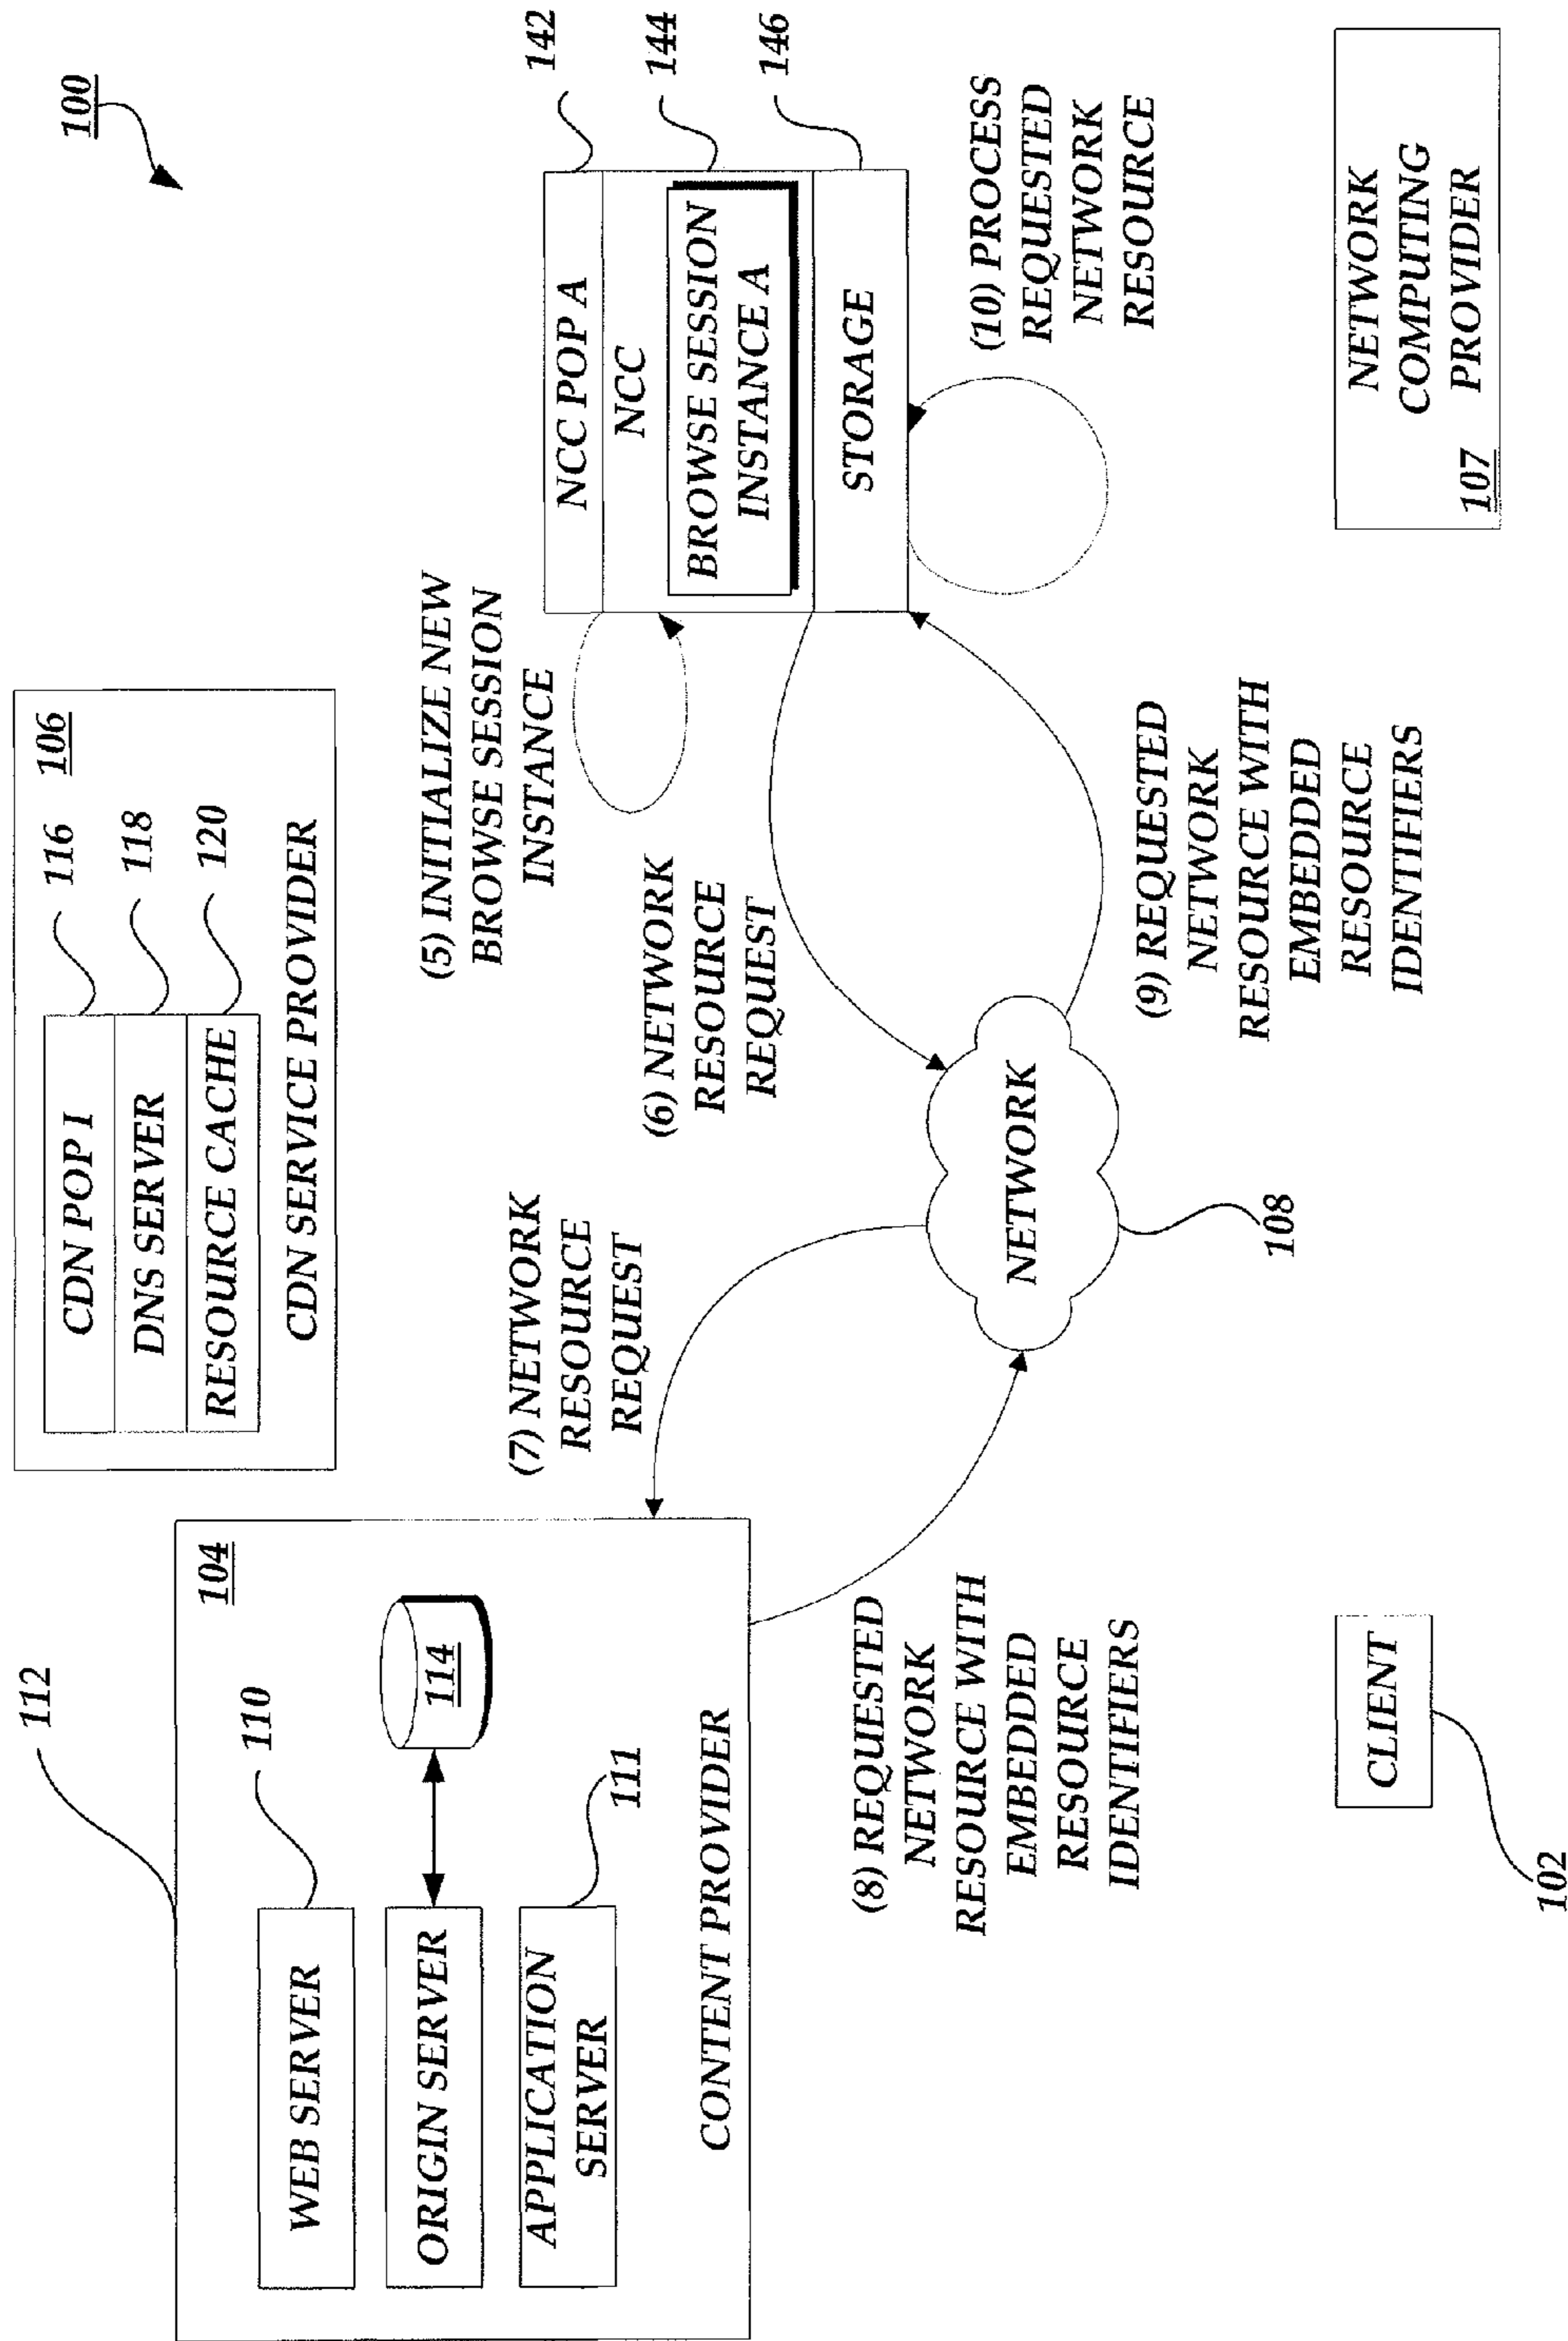 100
112
104
WEB SERVER
110
ORIGIN SERVER
114
APPLICATION
SERVER
111
CONTENT PROVIDER
106
CDN POP I
116
DNS SERVER
118
RESOURCE CACHE
120
CDN SERVICE PROVIDER
(5) INITIALIZE NEW
BROWSE SESSION
INSTANCE
NCC POP A
142
NCC
BROWSE SESSION
INSTANCE A
144
STORAGE
146
(6) NETWORK
RESOURCE
REQUEST
(7) NETWORK
RESOURCE
REQUEST
(8) REQUESTED
NETWORK
RESOURCE WITH
EMBEDDED
RESOURCE
IDENTIFIERS
NETWORK
108
(9) REQUESTED
NETWORK
RESOURCE WITH
EMBEDDED
RESOURCE
IDENTIFIERS
(10) PROCESS
REQUESTED
NETWORK
RESOURCE
CLIENT
102
NETWORK
COMPUTING
PROVIDER
107